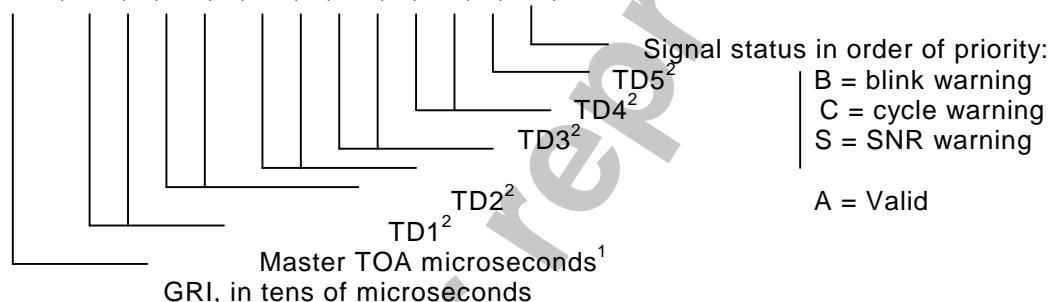 Signal status in order of priority:
TD5²
B = blink warning
TD4²
C = cycle warning
TD3²
S = SNR warning
TD2²
A = Valid
TD1²
Master TOA microseconds¹
GRI, in tens of microseconds